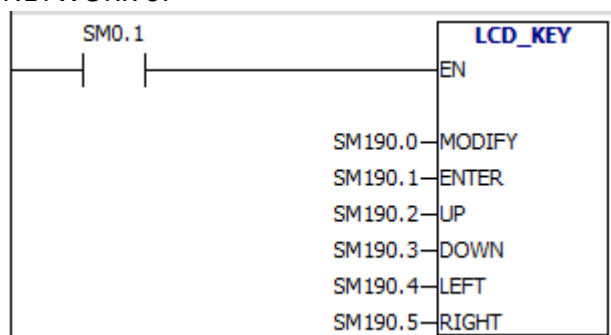 SM0.1
LCD_KEY
EN
SM190.0 MODIFY
SM190.1 ENTER
SM190.2 UP
SM190.3 DOWN
SM190.4 LEFT
SM190.5 RIGHT